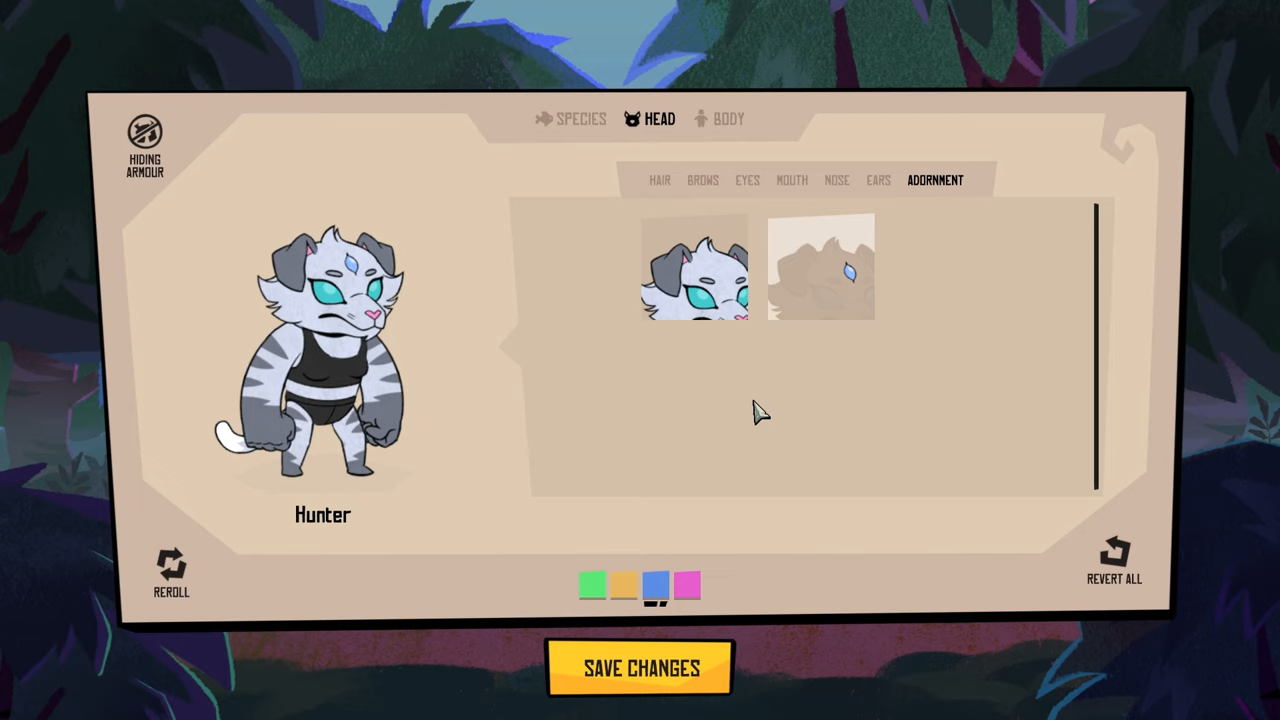 SPECIES HEAD BODY
HIDING
ARMOUR
HAIR BROWS EYES MOUTH NOSE EARS ADORNMENT
Hunter
REROLL
REVERT ALL
SAVE CHANGES